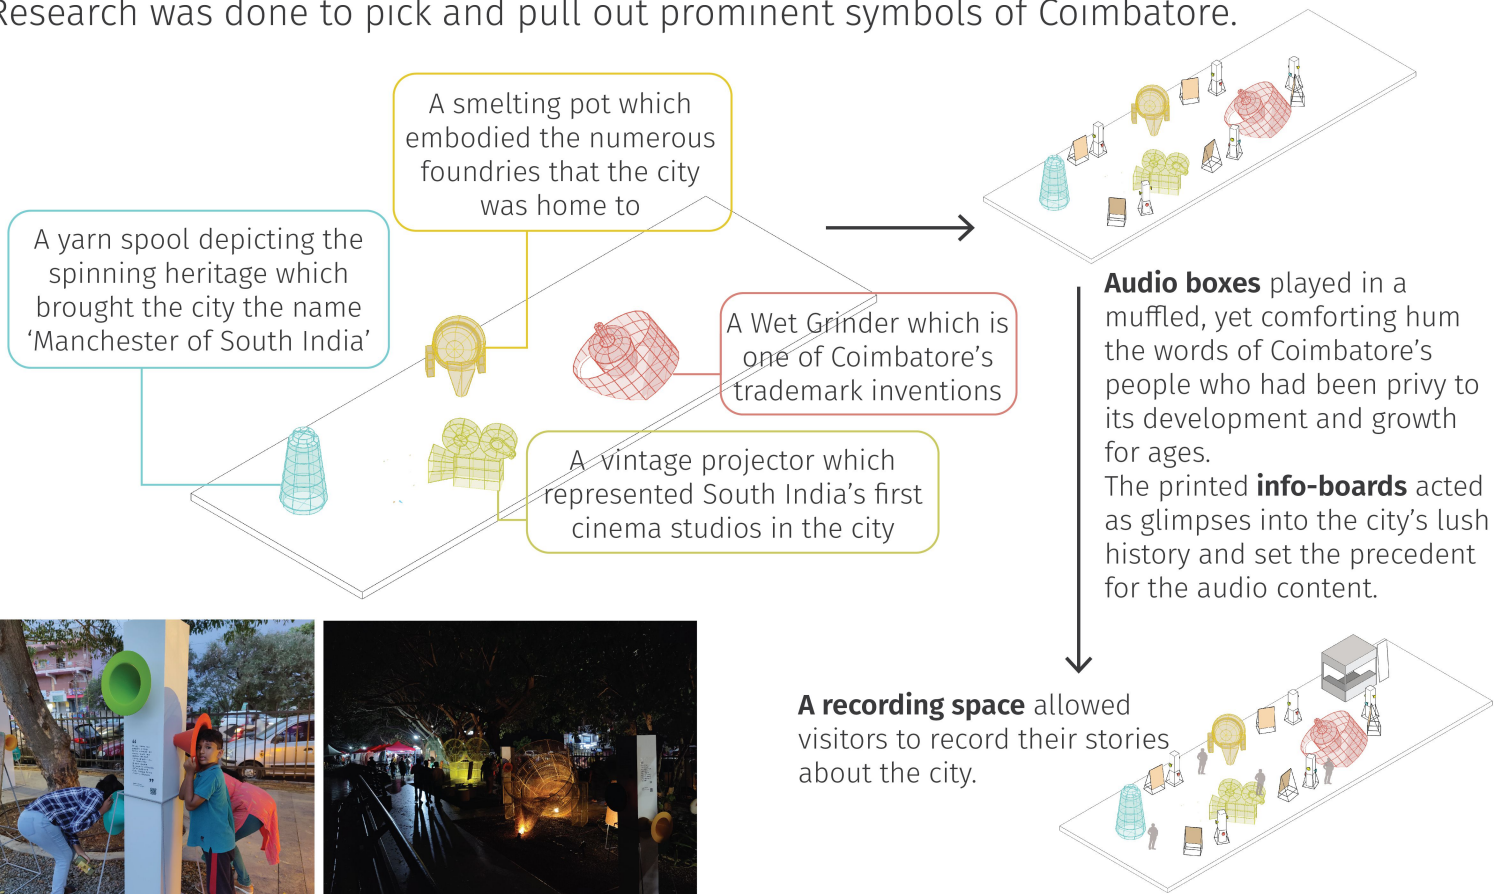 Research was done to pick and pull out prominent symbols of Coimbatore.
A smelting pot which
embodied the numerous
foundries that the city
was home to
A yarn spool depicting the
spinning heritage which
brought the city the name
‘Manchester of South India’
A Wet Grinder which is
one of Coimbatore’s
trademark inventions
A vintage projector which
represented South India’s first
cinema studios in the city
Audio boxes played in a
muffled, yet comforting hum
the words of Coimbatore’s
people who had been privy to
its development and growth
for ages.
The printed info-boards acted
as glimpses into the city’s lush
history and set the precedent
for the audio content.
A recording space allowed
visitors to record their stories
about the city.